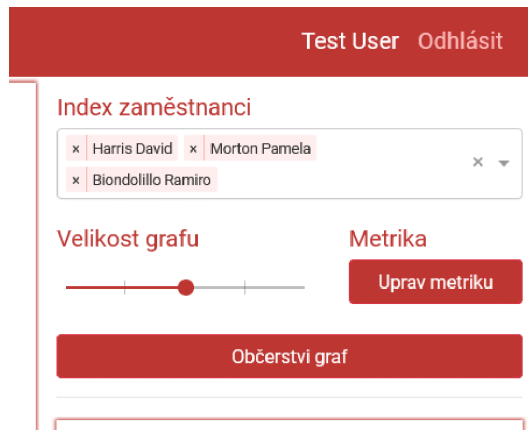 Test User Odhlásit
Index zaměstnanci
× Harris David × Morton Pamela
× Biondolillo Ramiro
×
Velikost grafu Metrika
Uprav metriku
Občerstvi graf